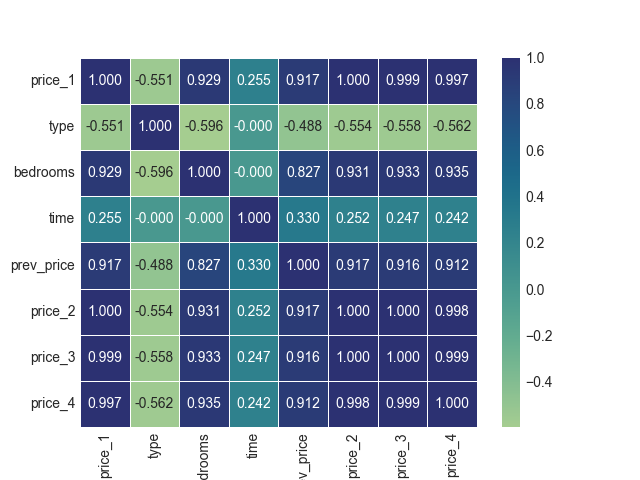 price_1 1.000 -0.551 0.929 0.255 0.917 1.000 0.999 0.997
type -0.551 1.000 -0.596 -0.000 -0.488 -0.554 -0.558 -0.562
bedrooms 0.929 -0.596 1.000 -0.000 0.827 0.931 0.933 0.935
time 0.255 -0.000 -0.000 1.000 0.330 0.252 0.247 0.242
prev_price 0.917 -0.488 0.827 0.330 1.000 0.917 0.916 0.912
price_2 1.000 -0.554 0.931 0.252 0.917 1.000 1.000 0.998
price_3 0.999 -0.558 0.933 0.247 0.916 1.000 1.000 0.999
price_4 0.997 -0.562 0.935 0.242 0.912 0.998 0.999 1.000
price_1 type drooms time ev_price price_2 price_3 price_4
1.0
0.8
0.6
0.4
0.2
0.0
−0.2
−0.4